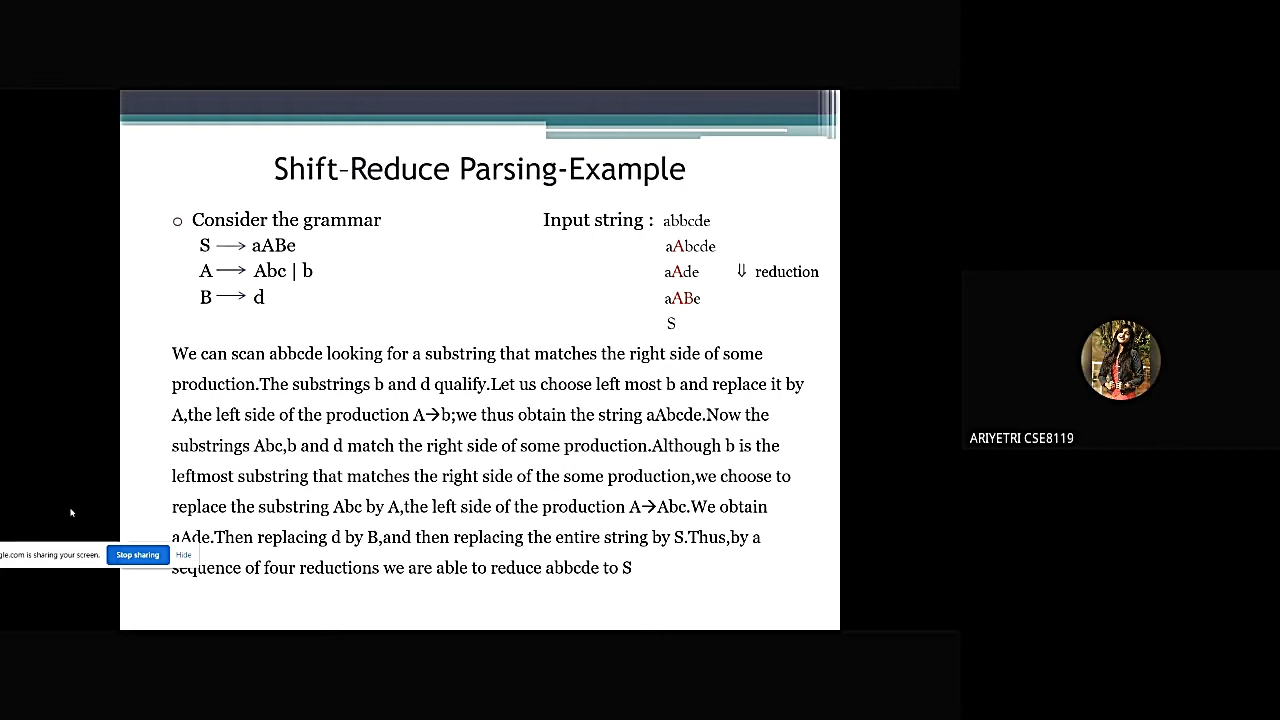 Shift-Reduce Parsing-Example
o Consider the grammar
S → aABe
A → Abc | b
B → d
Input string : abbcde
aAbcde
aAde ⇓ reduction
aABe
S
We can scan abbcde looking for a substring that matches the right side of some
production.The substrings b and d qualify.Let us choose left most b and replace it by
A,the left side of the production A→b;we thus obtain the string aAbcde.Now the
substrings Abc,b and d match the right side of some production.Although b is the
leftmost substring that matches the right side of the some production,we choose to
replace the substring Abc by A,the left side of the production A→Abc.We obtain
aAde.Then replacing d by B,and then replacing the entire string by S.Thus,by a
sequence of four reductions we are able to reduce abbcde to S
gle.com is sharing your screen. Stop sharing Hide
ARIYETRI CSE8119